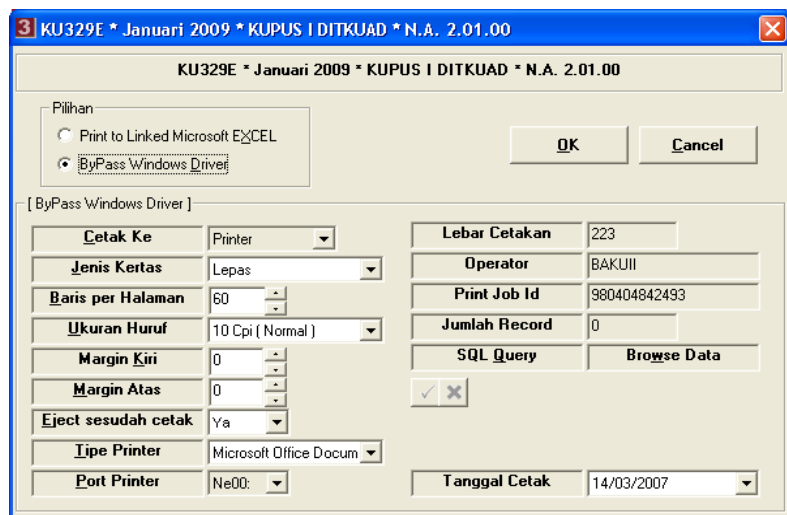 3 KU329E * Januari 2009 * KUPUS I DITKUAD * N.A. 2.01.00
KU329E * Januari 2009 * KUPUS I DITKUAD * N.A. 2.01.00
Pilihan
Print to Linked Microsoft EXCEL
ByPass Windows Driver
OK
Cancel
[ ByPass Windows Driver ]
Cetak Ke
Printer
Jenis Kertas
Lepas
Baris per Halaman
60
Ukuran Huruf
10 Cpi ( Normal )
Margin Kiri
0
Margin Atas
0
Eject sesudah cetak
Ya
Tipe Printer
Microsoft Office Docum
Port Printer
Ne00:
Lebar Cetakan
223
Operator
BAKUII
Print Job Id
980404842493
Jumlah Record
0
SQL Query
Browse Data
Tanggal Cetak
14/03/2007